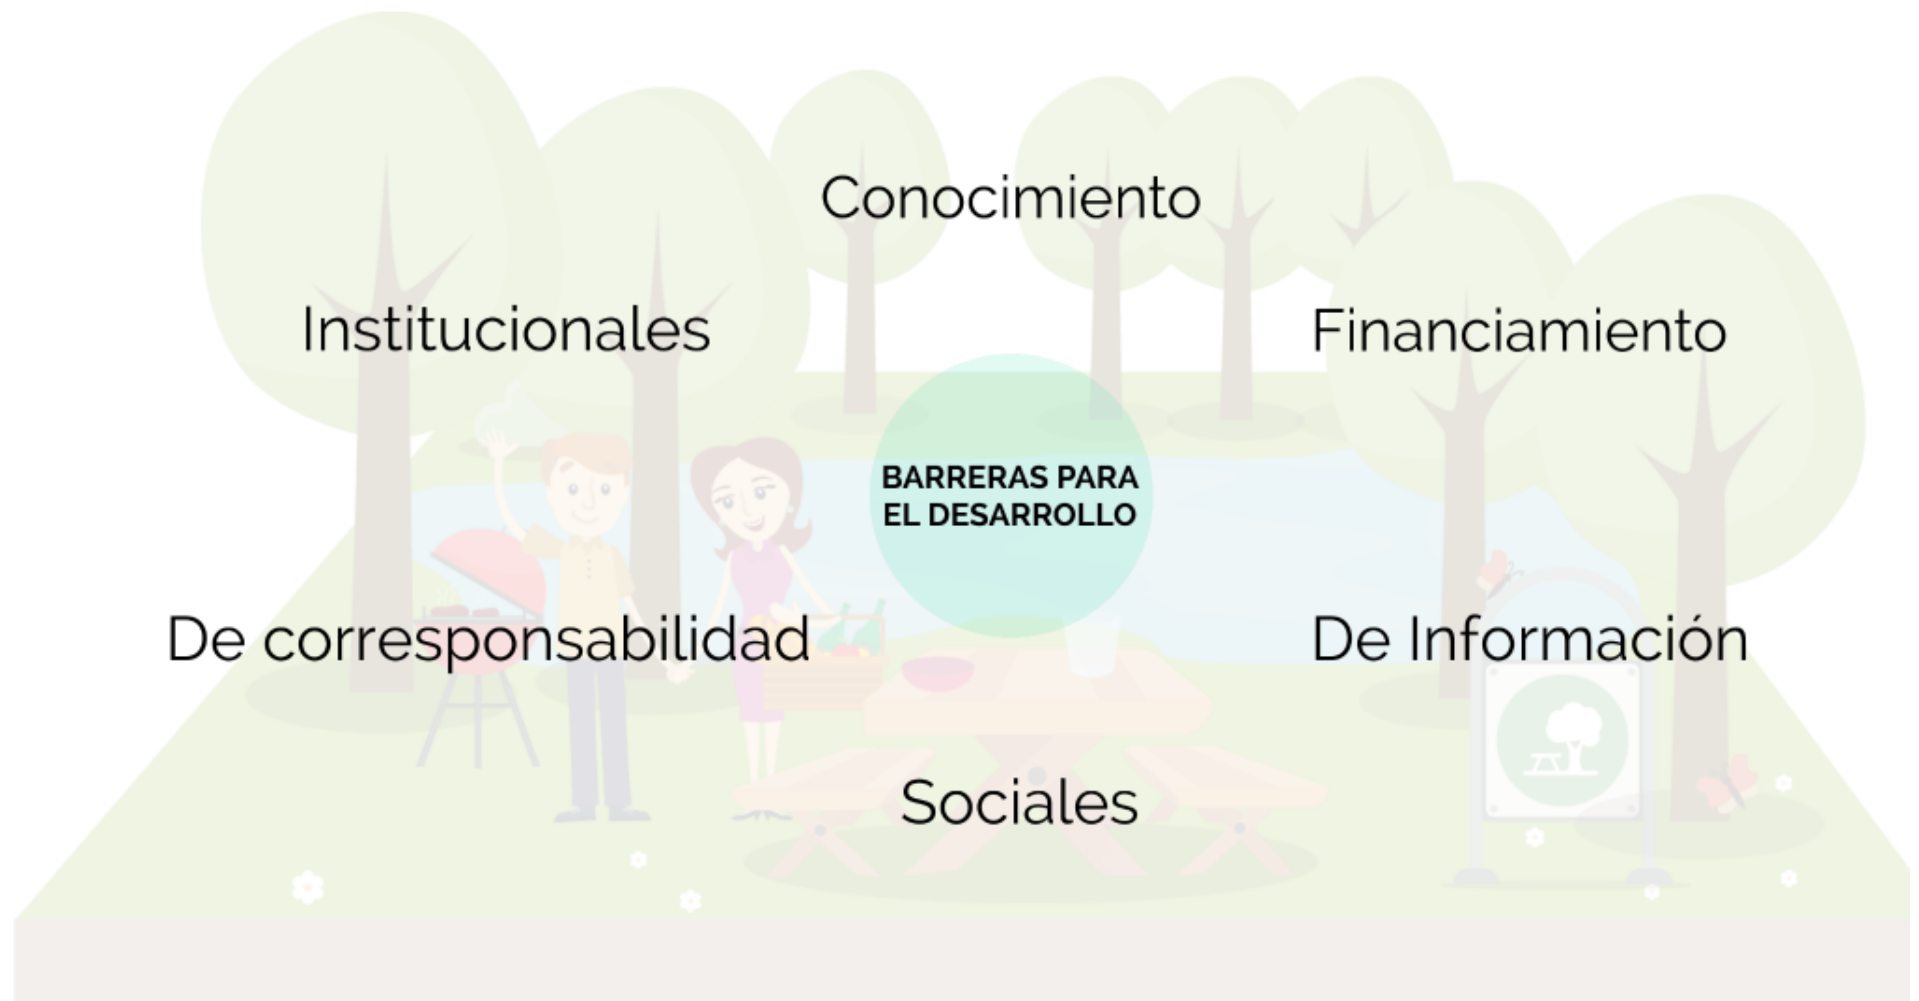 Conocimiento
Institucionales
Financiamiento
BARRERAS PARA
EL DESARROLLO
De corresponsabilidad
De Información
Sociales